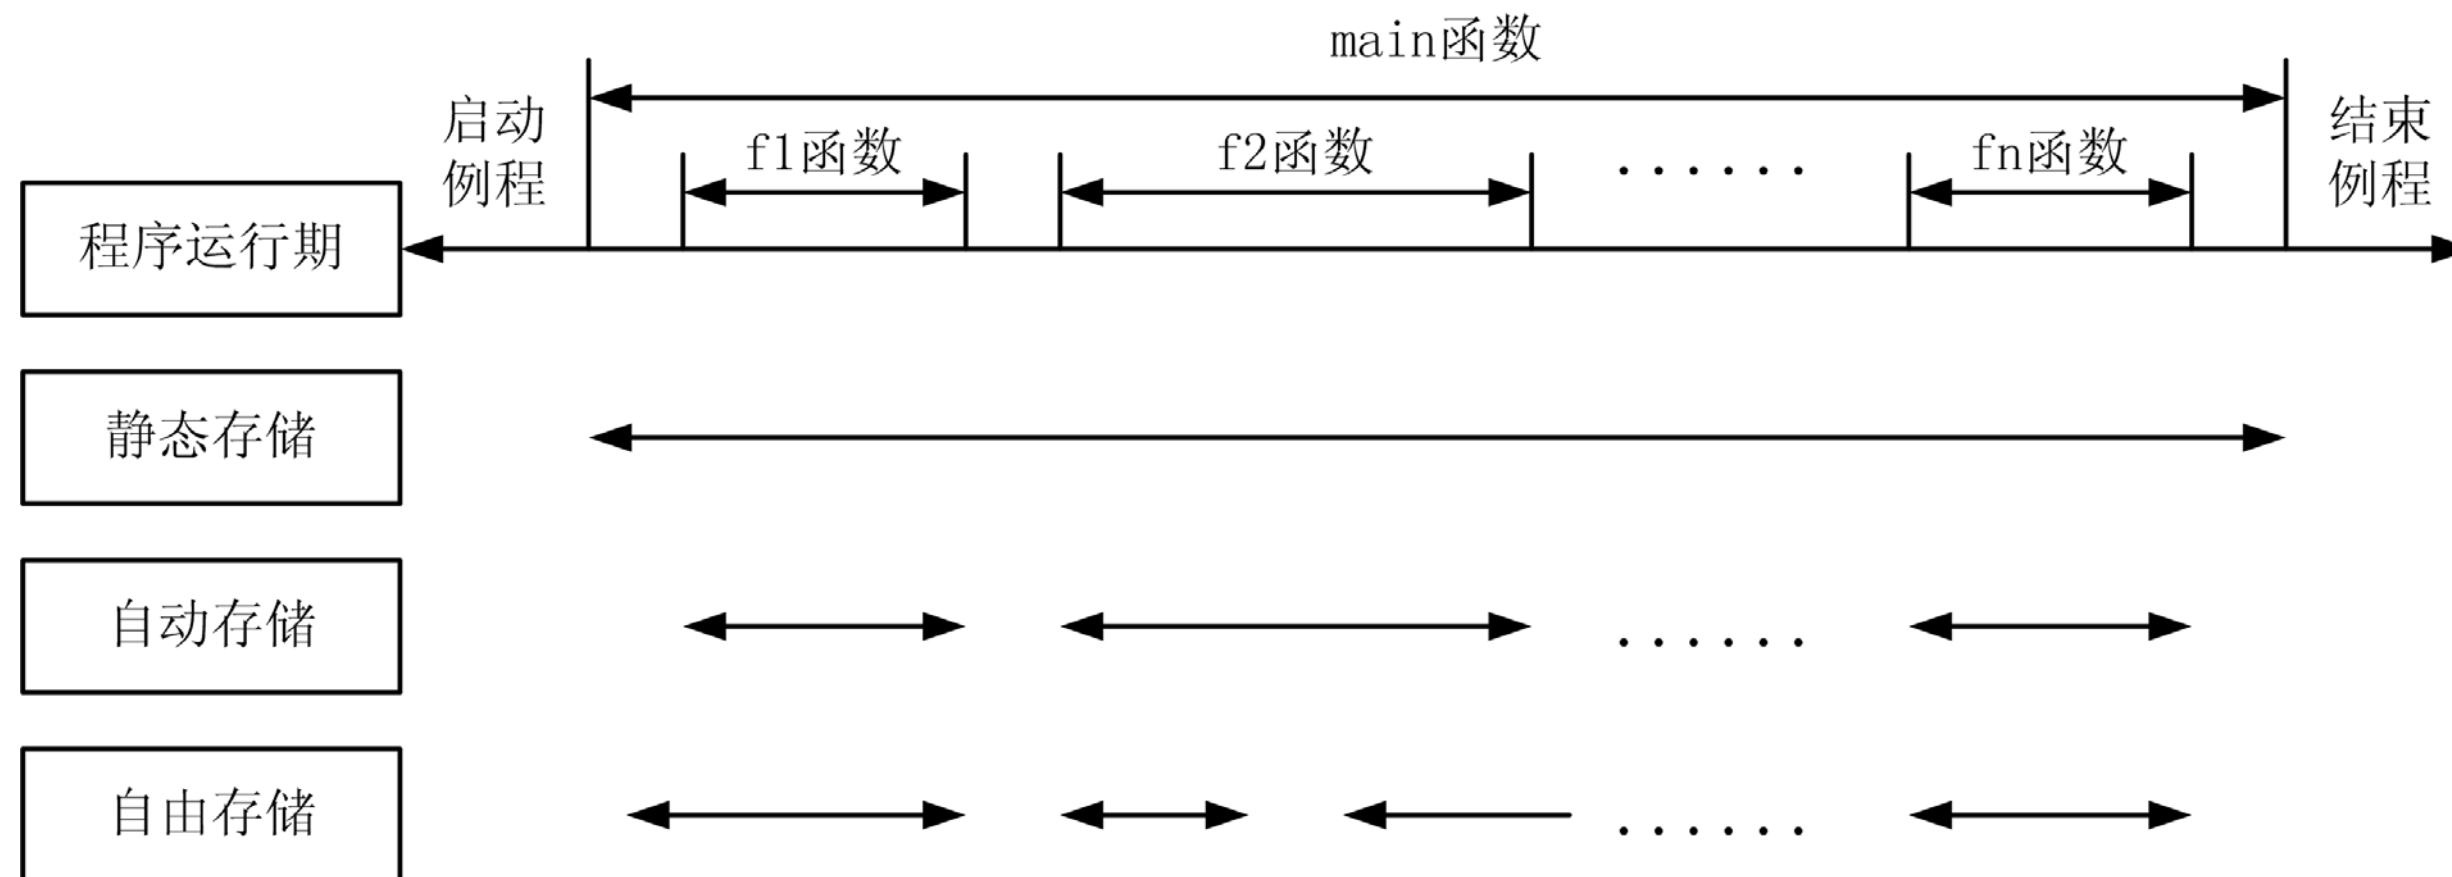 main函数
启动
例程
f1函数
f2函数
......
fn函数
结束
例程
程序运行期
静态存储
自动存储
......
自由存储
......